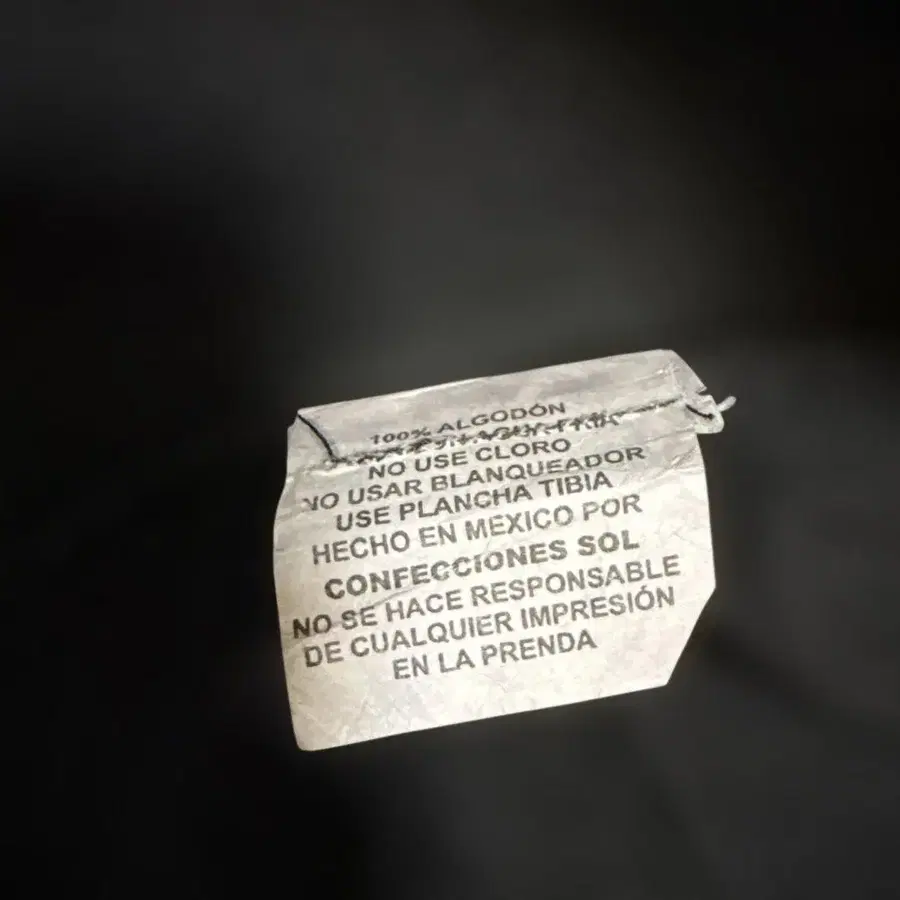 100% ALGODÓN
NO USE CLORO
NO USAR BLANQUEADOR
USE PLANCHA TIBIA
HECHO EN MEXICO POR
CONFECCIONES SOL
NO SE HACE RESPONSABLE
DE CUALQUIER IMPRESIÓN
EN LA PRENDA